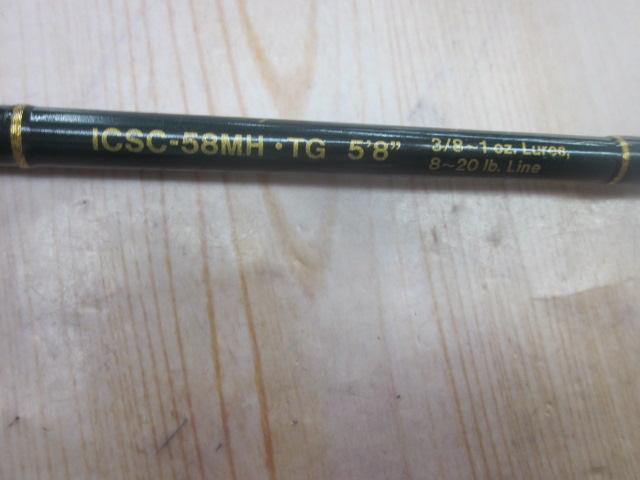 ICSC-58MH·TG 5'8" 3/8~1 oz. Lures,
8~20 lb. Line